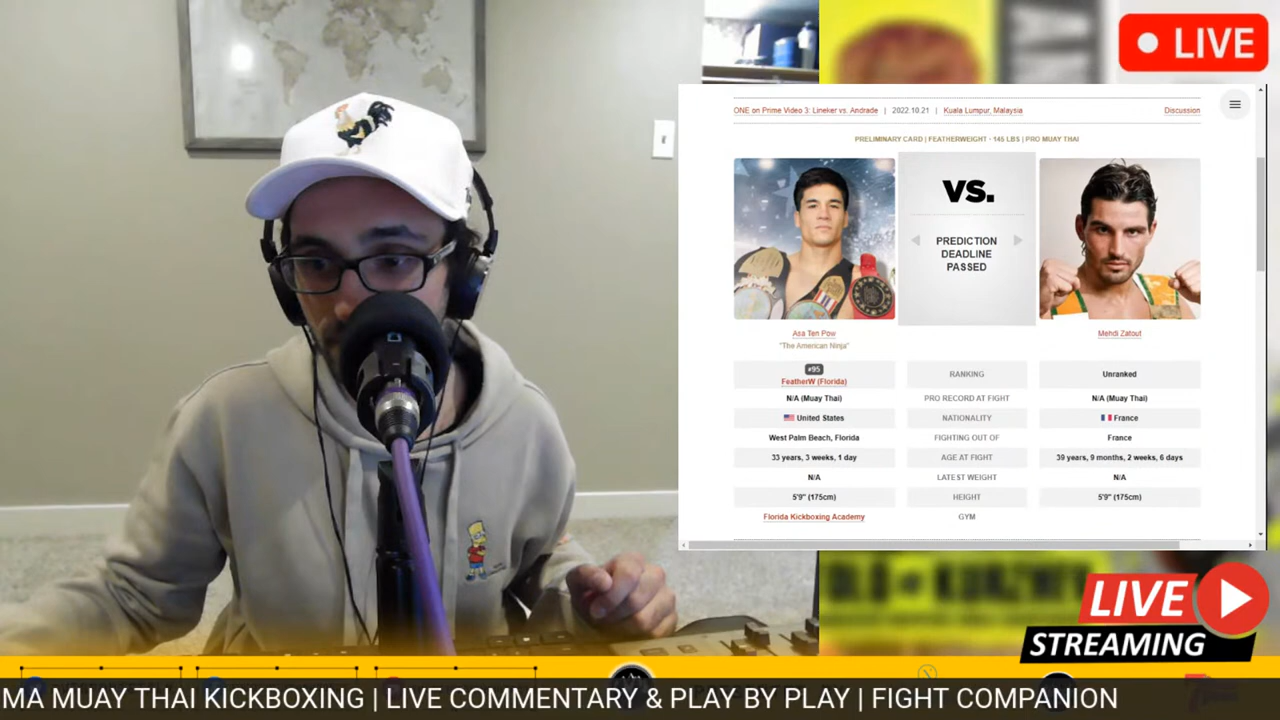 LIVE
ONE on Prime Video 3: Lineker vs. Andrade | 2022.10.21 | Kuala Lumpur, Malaysia Discussion
PRELIMINARY CARD | FEATHERWEIGHT · 145 LBS | PRO MUAY THAI
VS.
PREDICTION
DEADLINE
PASSED
Asa Ten Pow Mehdi Zatout
"The American Ninja"
#95
FeatherW (Florida) RANKING Unranked
N/A (Muay Thai) PRO RECORD AT FIGHT N/A (Muay Thai)
United States NATIONALITY France
West Palm Beach, Florida FIGHTING OUT OF France
33 years, 3 weeks, 1 day AGE AT FIGHT 39 years, 9 months, 2 weeks, 6 days
N/A LATEST WEIGHT N/A
5'9" (175cm) HEIGHT 5'9" (175cm)
Florida Kickboxing Academy GYM
LIVE
STREAMING
MA MUAY THAI KICKBOXING | LIVE COMMENTARY & PLAY BY PLAY | FIGHT COMPANION